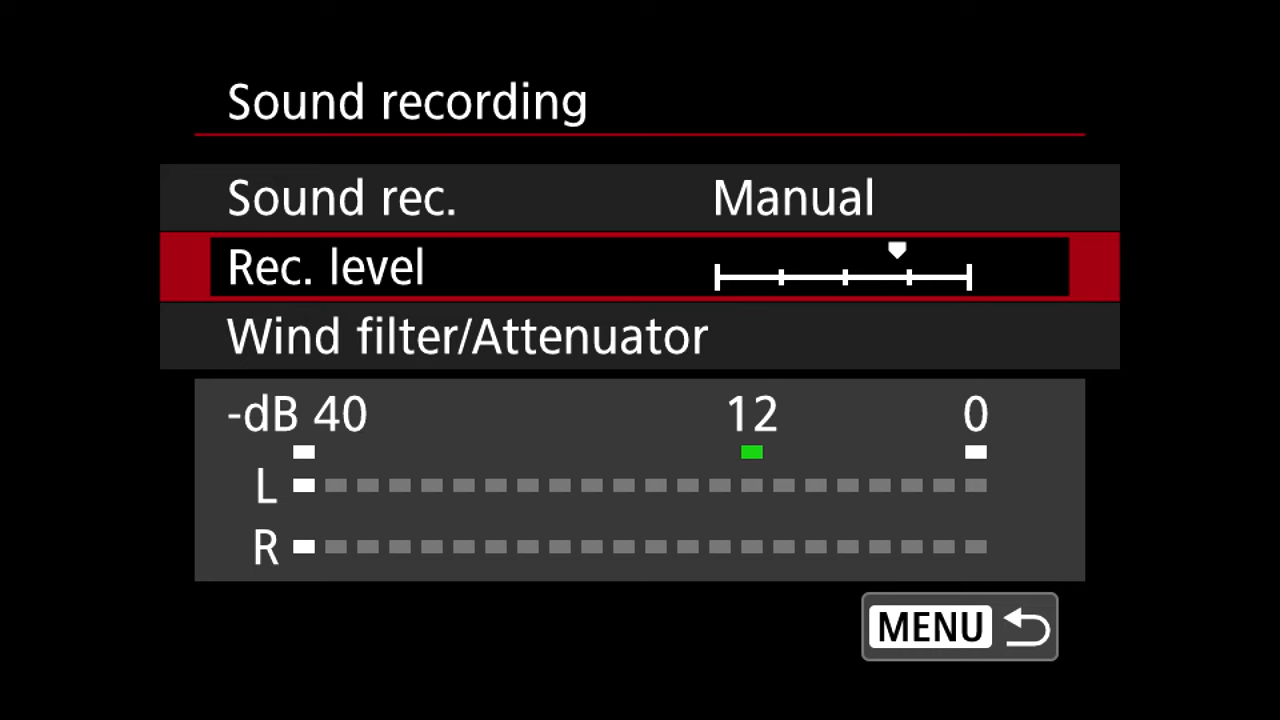 Sound recording
Sound rec. Manual
Rec. level
Wind filter/Attenuator
-dB 40 12 0
L
R
MENU